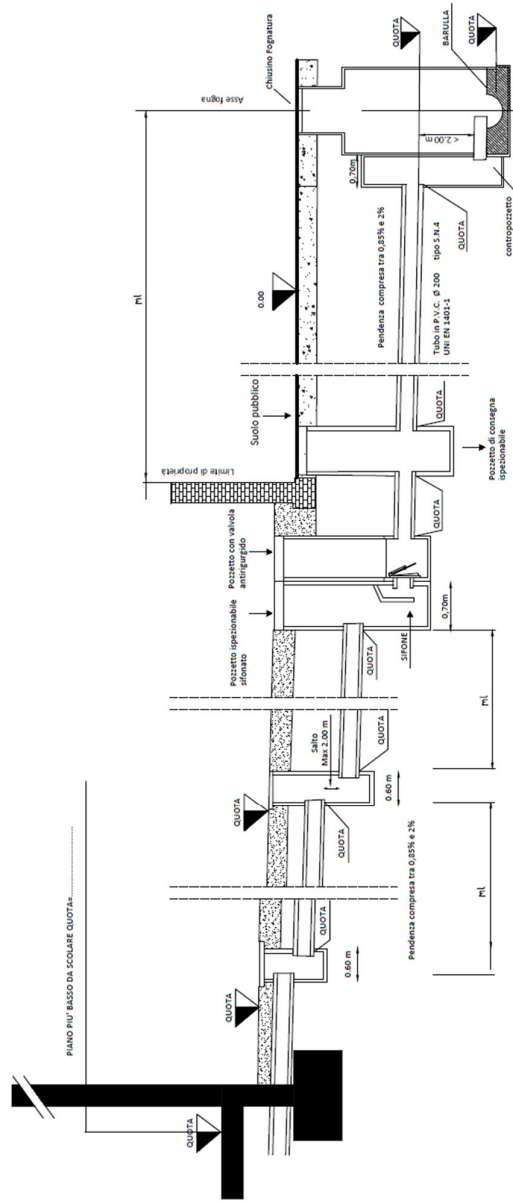 PIANO PIU' BASSO DA SCOLARE QUOTA=...........................
QUOTA
QUOTA
0.60 m
QUOTA
Pendenza compresa tra 0,85% e 2%
ml
QUOTA
QUOTA
0.60 m
Salto
Max 2.00 m
QUOTA
ml
QUOTA
Pozzetto ispezionabile
sifonato
SIFONE
0,70m
Pozzetto con valvola
antirigurgido
QUOTA
Limite di proprietà
Pozzetto di consegna
ispezionabile
QUOTA
Suolo pubblico
ml
0.00
Pendenza compresa tra 0,85% e 2%
Tubo in P.V.C. Ø 200 tipo S.N.4
UNI EN 1401-1
QUOTA
0,70m
Asse fogna
Chiusino Fognatura
< 2.00 m
contropozzetto
QUOTA
BARULLA
QUOTA